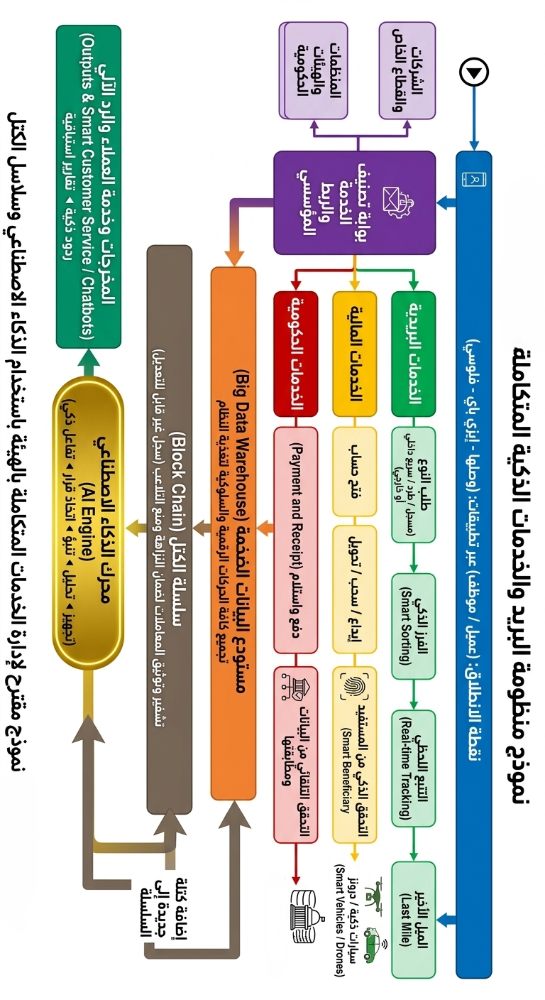 نموذج منظومة البريد والخدمات الذكية المتكاملة
نقطة الانطلاق: (عميل / موظف) عبر تطبيقات: (وصلها - إيزي باي - فلوسي)
الشركات
والقطاع الخاص
المنظمات
والهيئات
الحكومية
بوابة تصنيف
الخدمة
والربط
المؤسسي
الخدمات البريدية
طلب النوع
(مسجل / طرد / سريع داخلي
أو خارجي)
الفرز الذكي
(Smart Sorting)
التتبع اللحظي
(Real-time Tracking)
الميل الأخير
(Last Mile)
الخدمات المالية
فتح حساب
إيداع / سحب / تحويل
التحقق الذكي من المستفيد
(Smart Beneficiary
سيارات ذكية / درونز
(Smart Vehicles / Drones)
الخدمات الحكومية
دفع واستلام (Payment and Receipt)
التحقق التلقائي من البيانات
ومطابقتها
مستودع البيانات الضخمة (Big Data Warehouse)
تجميع كافة الحركات الرقمية والسلوكية لتغذية للنظام
سلسلة الكتل (Block Chain)
تشفير وتوثيق المعاملات لضمان النزاهة ومنع التلاعب (سجل غير قابل للتعديل)
إضافة كتلة
جديدة إلى
السلسلة
محرك الذكاء الاصطناعي
(AI Engine)
(تجهيز ◄ تحليل ◄ تنبؤ ◄ اتخاذ قرار ◄ تفاعل ذكي)
المخرجات وخدمة العملاء والرد الآلي
(Outputs & Smart Customer Service / Chatbots)
ردود ذكية ◄ تقارير استباقية
نموذج مقترح لإدارة الخدمات المتكاملة بالهيئة باستخدام الذكاء الاصطناعي وسلاسل الكتل